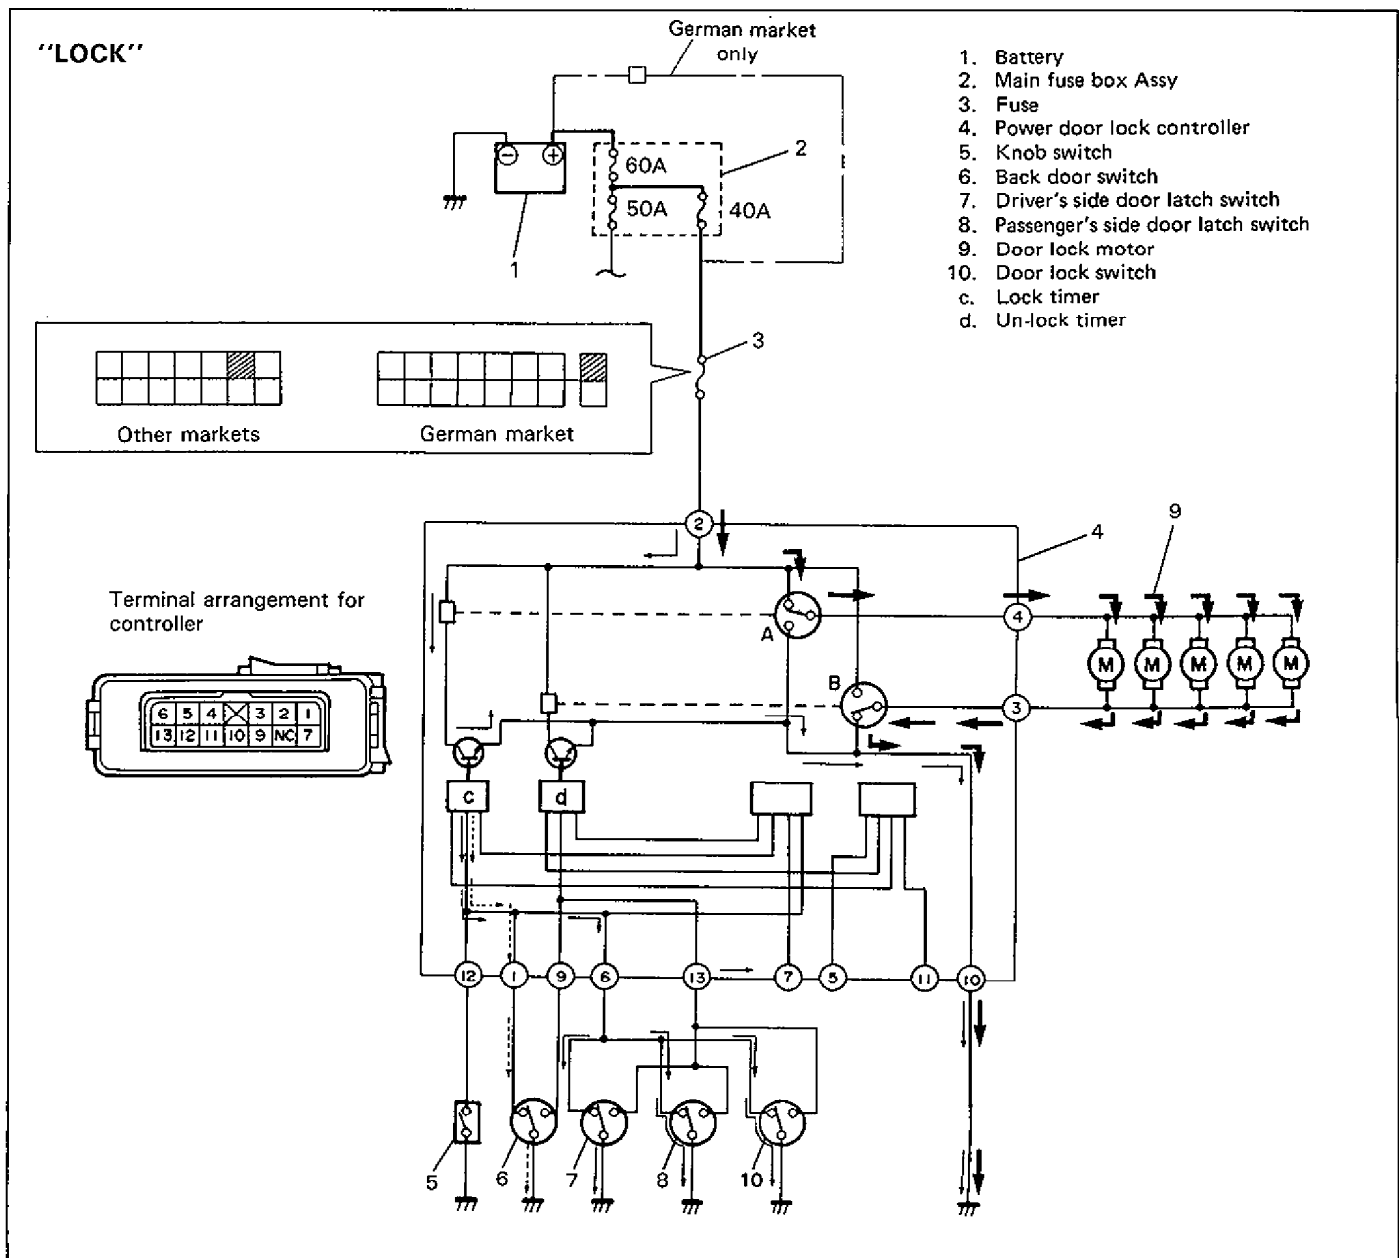 "LOCK"
German market
only
1. Battery
2. Main fuse box Assy
3. Fuse
4. Power door lock controller
5. Knob switch
6. Back door switch
7. Driver's side door latch switch
8. Passenger's side door latch switch
9. Door lock motor
10. Door lock switch
c. Lock timer
d. Un-lock timer
− +
60A
2
50A
40A
1
3
Other markets
German market
2
9
4
Terminal arrangement for
controller
4
A
M M M M M
B
3
6 5 4 3 2 1
13 12 11 10 9 NC 7
c
d
12 1 9 6 13 7 5 11 10
5
6
7
8
10